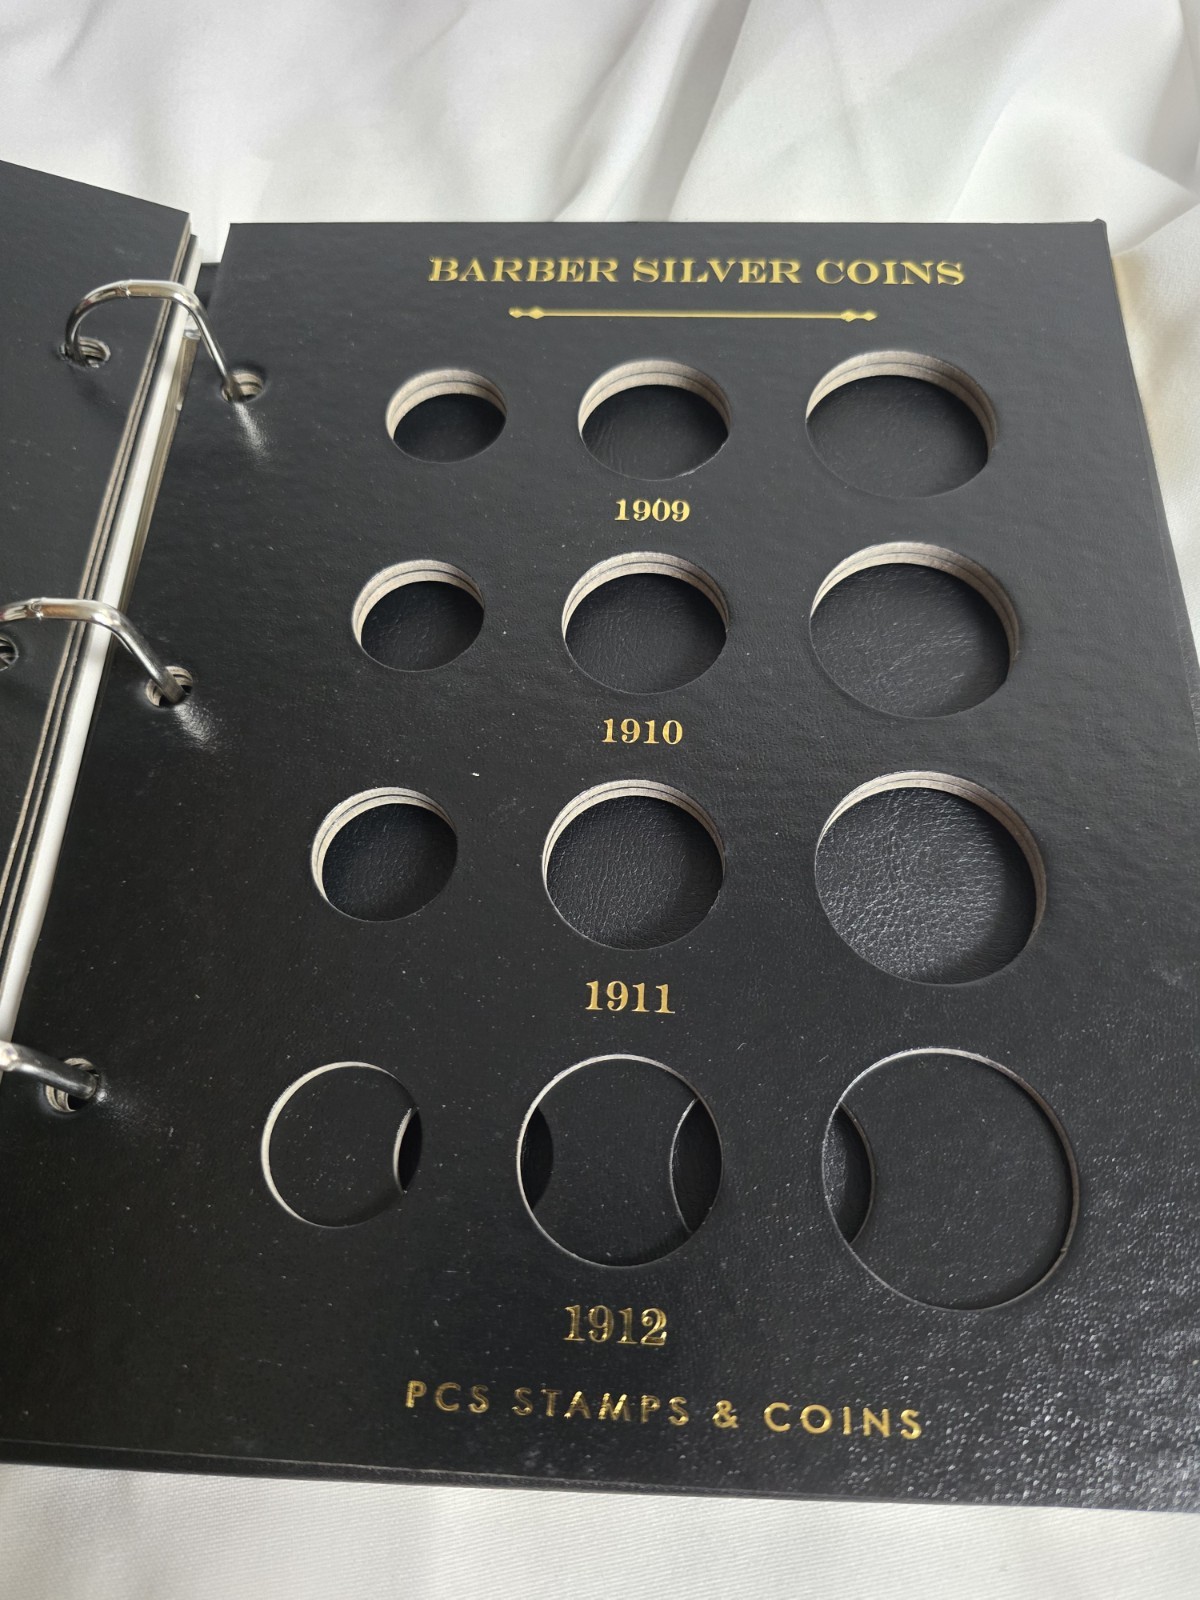 BARBER SILVER COINS
1909
1910
1911
1912
PCS STAMPS & COINS